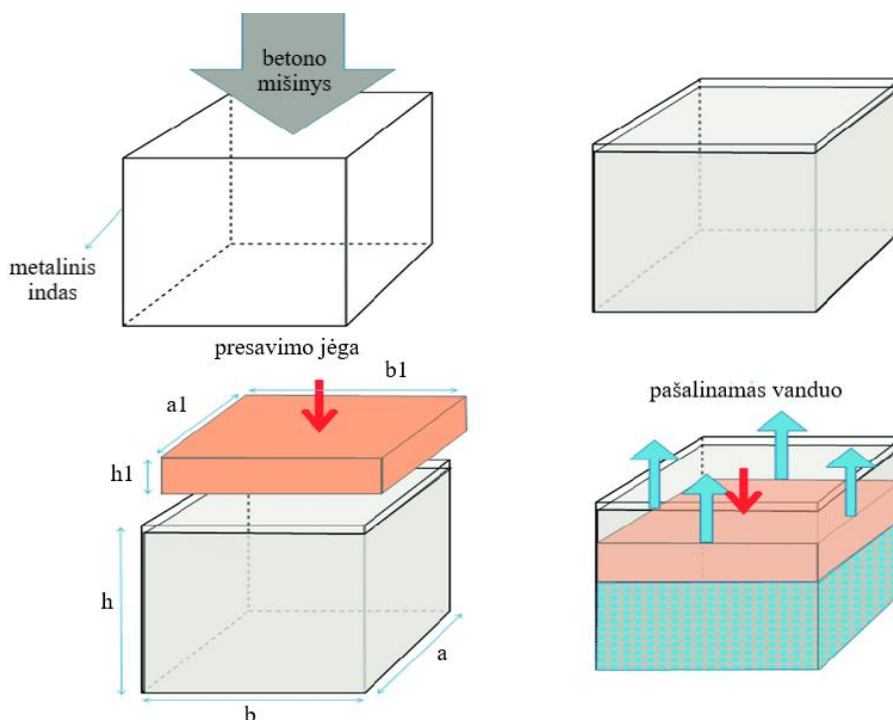 betono
mišinys
metalinis
indas
presavimo jėga
b1
a1
h1
h
a
b
pašalinamas vanduo